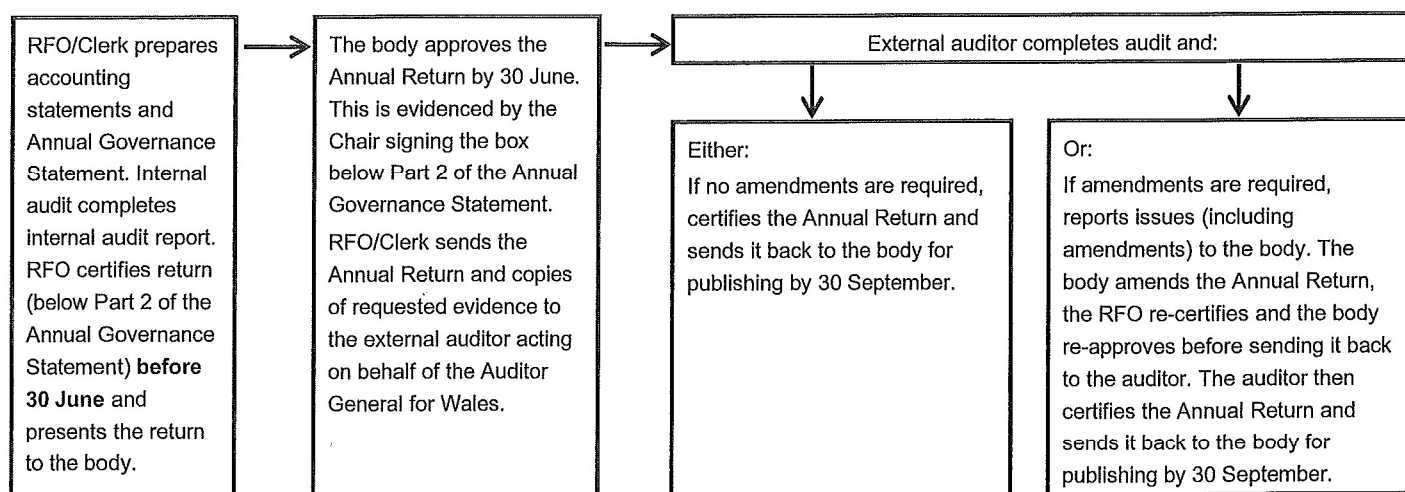 RFO/Clerk prepares
accounting
statements and
Annual Governance
Statement. Internal
audit completes
internal audit report.
RFO certifies return
(below Part 2 of the
Annual Governance
Statement) before
30 June and
presents the return
to the body.
The body approves the
Annual Return by 30 June.
This is evidenced by the
Chair signing the box
below Part 2 of the Annual
Governance Statement.
RFO/Clerk sends the
Annual Return and copies
of requested evidence to
the external auditor acting
on behalf of the Auditor
General for Wales.
External auditor completes audit and:
Either:
If no amendments are required,
certifies the Annual Return and
sends it back to the body for
publishing by 30 September.
Or:
If amendments are required,
reports issues (including
amendments) to the body. The
body amends the Annual Return,
the RFO re-certifies and the body
re-approves before sending it back
to the auditor. The auditor then
certifies the Annual Return and
sends it back to the body for
publishing by 30 September.